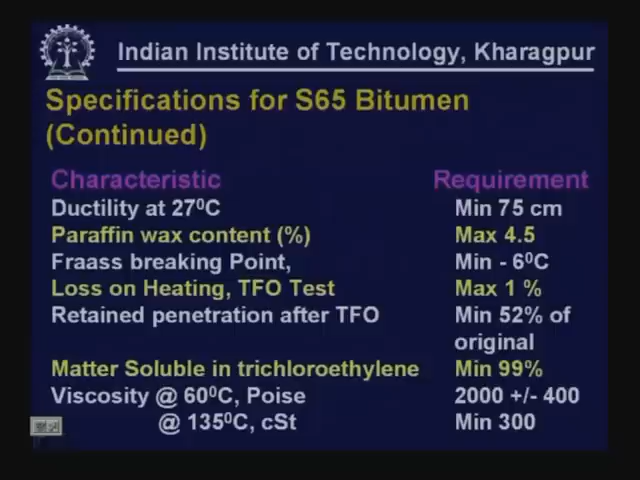 Indian Institute of Technology, Kharagpur
Specifications for S65 Bitumen
(Continued)
Characteristic Requirement
Ductility at 27⁰C Min 75 cm
Paraffin wax content (%) Max 4.5
Fraass breaking Point, Min - 6⁰C
Loss on Heating, TFO Test Max 1 %
Retained penetration after TFO Min 52% of
original
Matter Soluble in trichloroethylene Min 99%
Viscosity @ 60⁰C, Poise 2000 +/- 400
@ 135⁰C, cSt Min 300